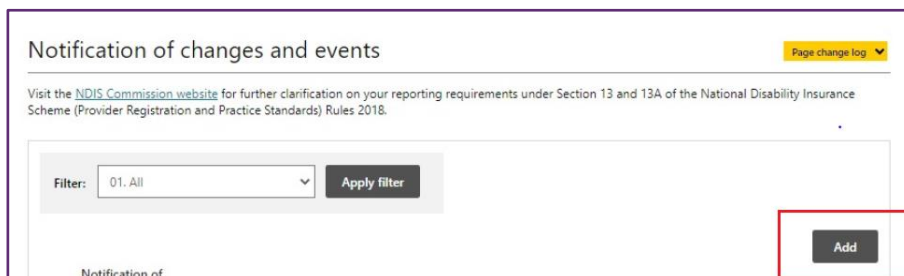 Notification of changes and events
Page change log
Visit the NDIS Commission website for further clarification on your reporting requirements under Section 13 and 13A of the National Disability Insurance
Scheme (Provider Registration and Practice Standards) Rules 2018.
Filter:
01. All
Apply filter
Add
Notification of